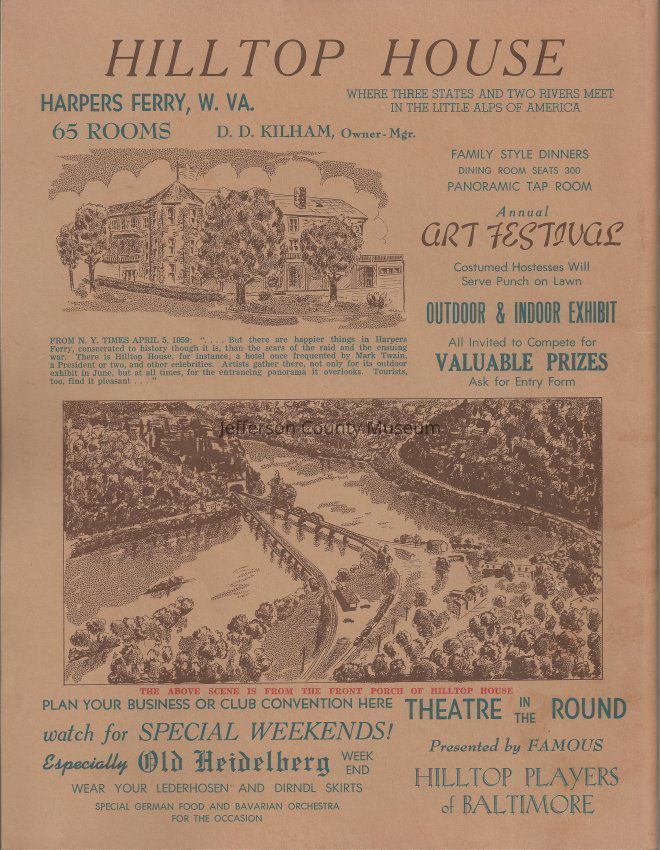 HILLTOP HOUSE
HARPERS FERRY, W. VA.
WHERE THREE STATES AND TWO RIVERS MEET
IN THE LITTLE ALPS OF AMERICA
65 ROOMS D. D. KILHAM, Owner-Mgr.
FAMILY STYLE DINNERS
DINING ROOM SEATS 300
PANORAMIC TAP ROOM
Annual
ART FESTIVAL
Costumed Hostesses Will
Serve Punch on Lawn
OUTDOOR & INDOOR EXHIBIT
All Invited to Compete for
VALUABLE PRIZES
Ask for Entry Form
FROM N. Y. TIMES APRIL 5, 1959: ". . . . But there are happier things in Harpers
Ferry, consecrated to history though it is, than the scars of the raid and the ensuing
war. There is Hilltop House, for instance, a hotel once frequented by Mark Twain,
a President or two, and other celebrities. Artists gather there, not only for its outdoor
exhibit in June, but at all times, for the entrancing panorama it overlooks. Tourists,
too, find it pleasant . . . "
Jefferson County Museum
THE ABOVE SCENE IS FROM THE FRONT PORCH OF HILLTOP HOUSE
PLAN YOUR BUSINESS OR CLUB CONVENTION HERE
watch for SPECIAL WEEKENDS!
Especially Old Heidelberg WEEK
END
WEAR YOUR LEDERHOSEN AND DIRNDL SKIRTS
SPECIAL GERMAN FOOD AND BAVARIAN ORCHESTRA
FOR THE OCCASION
THEATRE IN THE ROUND
Presented by FAMOUS
HILLTOP PLAYERS
of BALTIMORE